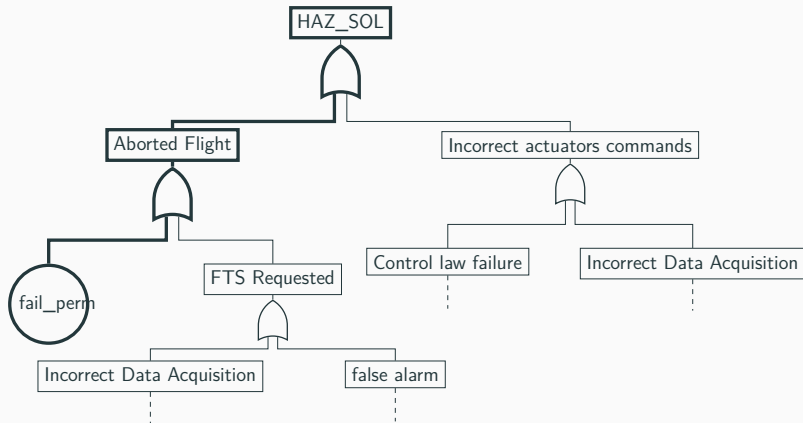 HAZ_SOL
Aborted Flight
Incorrect actuators commands
fail_perm
FTS Requested
Control law failure
Incorrect Data Acquisition
Incorrect Data Acquisition
false alarm